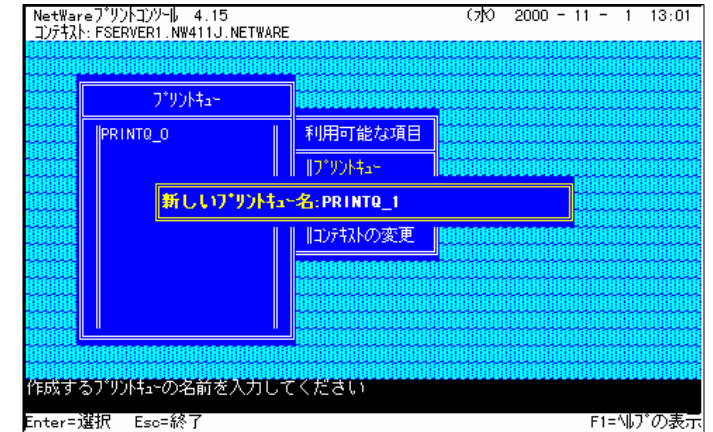 NetWareﾌﾟﾘﾝﾄｺﾝｿｰﾙ 4.15 (水) 2000 - 11 - 1 13:01
ｺﾝﾃｷｽﾄ: FSERVER1.NW411J.NETWARE
ﾌﾟﾘﾝﾄｷｭｰ
PRINTQ_0
利用可能な項目
ﾌﾟﾘﾝﾄｷｭｰ
新しいﾌﾟﾘﾝﾄｷｭｰ名:PRINTQ_1
ｺﾝﾃｷｽﾄの変更
作成するﾌﾟﾘﾝﾄｷｭｰの名前を入力してください
Enter=選択 Esc=終了 F1=ﾍﾙﾌﾟの表示